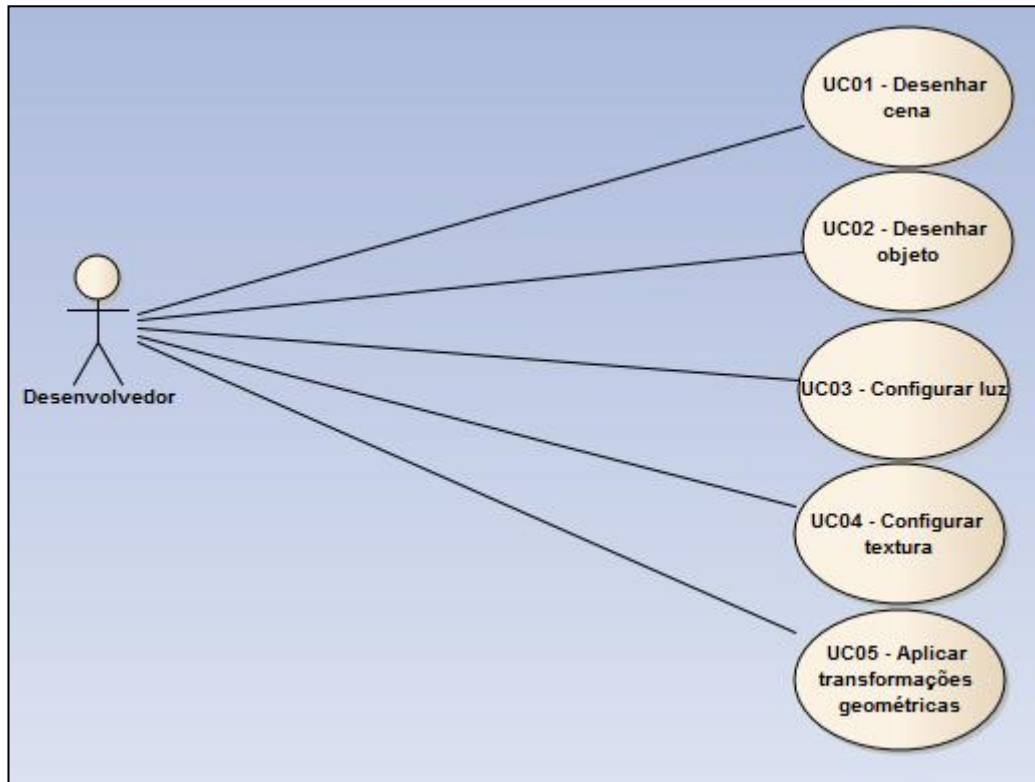 UC01 - Desenhar
cena
UC02 - Desenhar
objeto
UC03 - Configurar luz
UC04 - Configurar
textura
UC05 - Aplicar
transformações
geométricas
Desenvolvedor